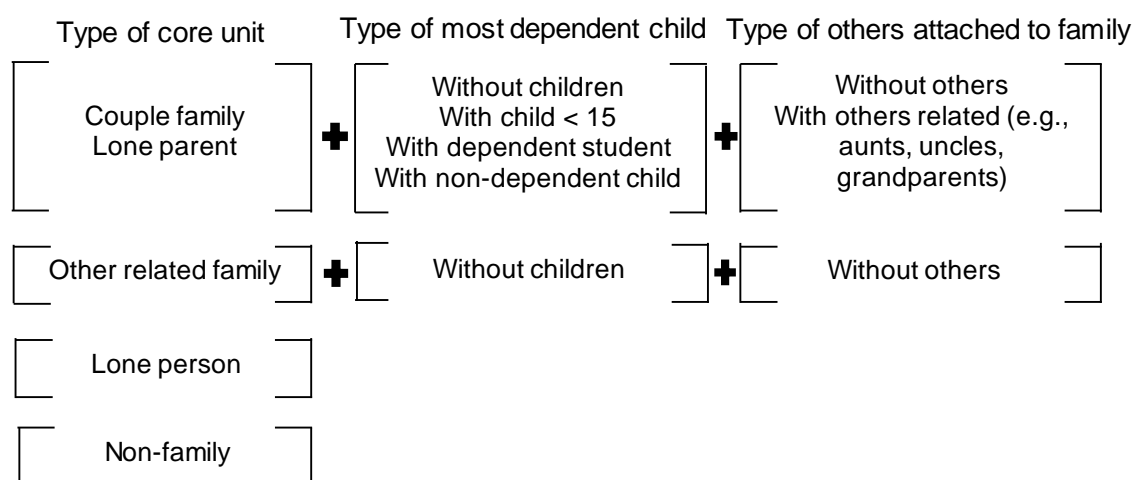 Type of core unit
Type of most dependent child
Type of others attached to family
Couple family
Lone parent
+
Without children
With child < 15
With dependent student
With non-dependent child
+
Without others
With others related (e.g.,
aunts, uncles,
grandparents)
Other related family
+
Without children
+
Without others
Lone person
Non-family